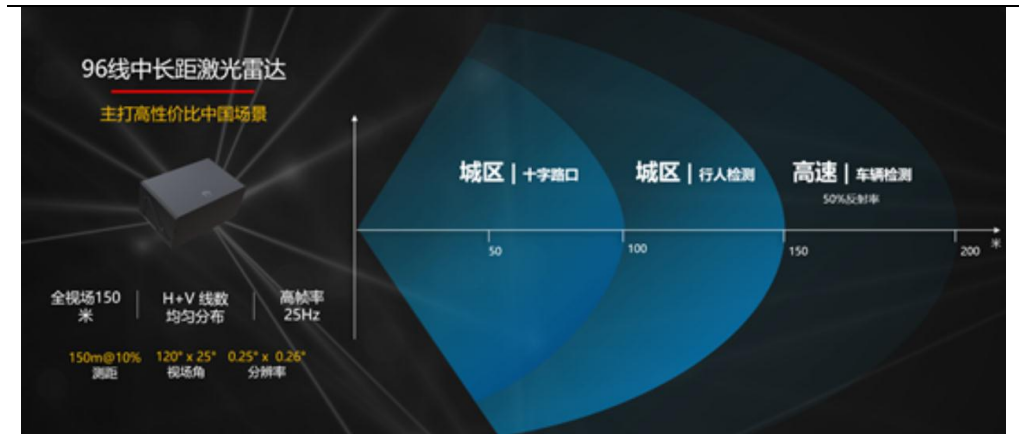 96线中长距激光雷达
主打高性价比中国场景
城区 | 十字路口
城区 | 行人检测
高速 | 车辆检测
50%反射率
50
100
150
200
米
全视场150
米
H+V 线数
均匀分布
高帧率
25Hz
150m@10%
测距
120° x 25°
视场角
0.25° x 0.26°
分辨率